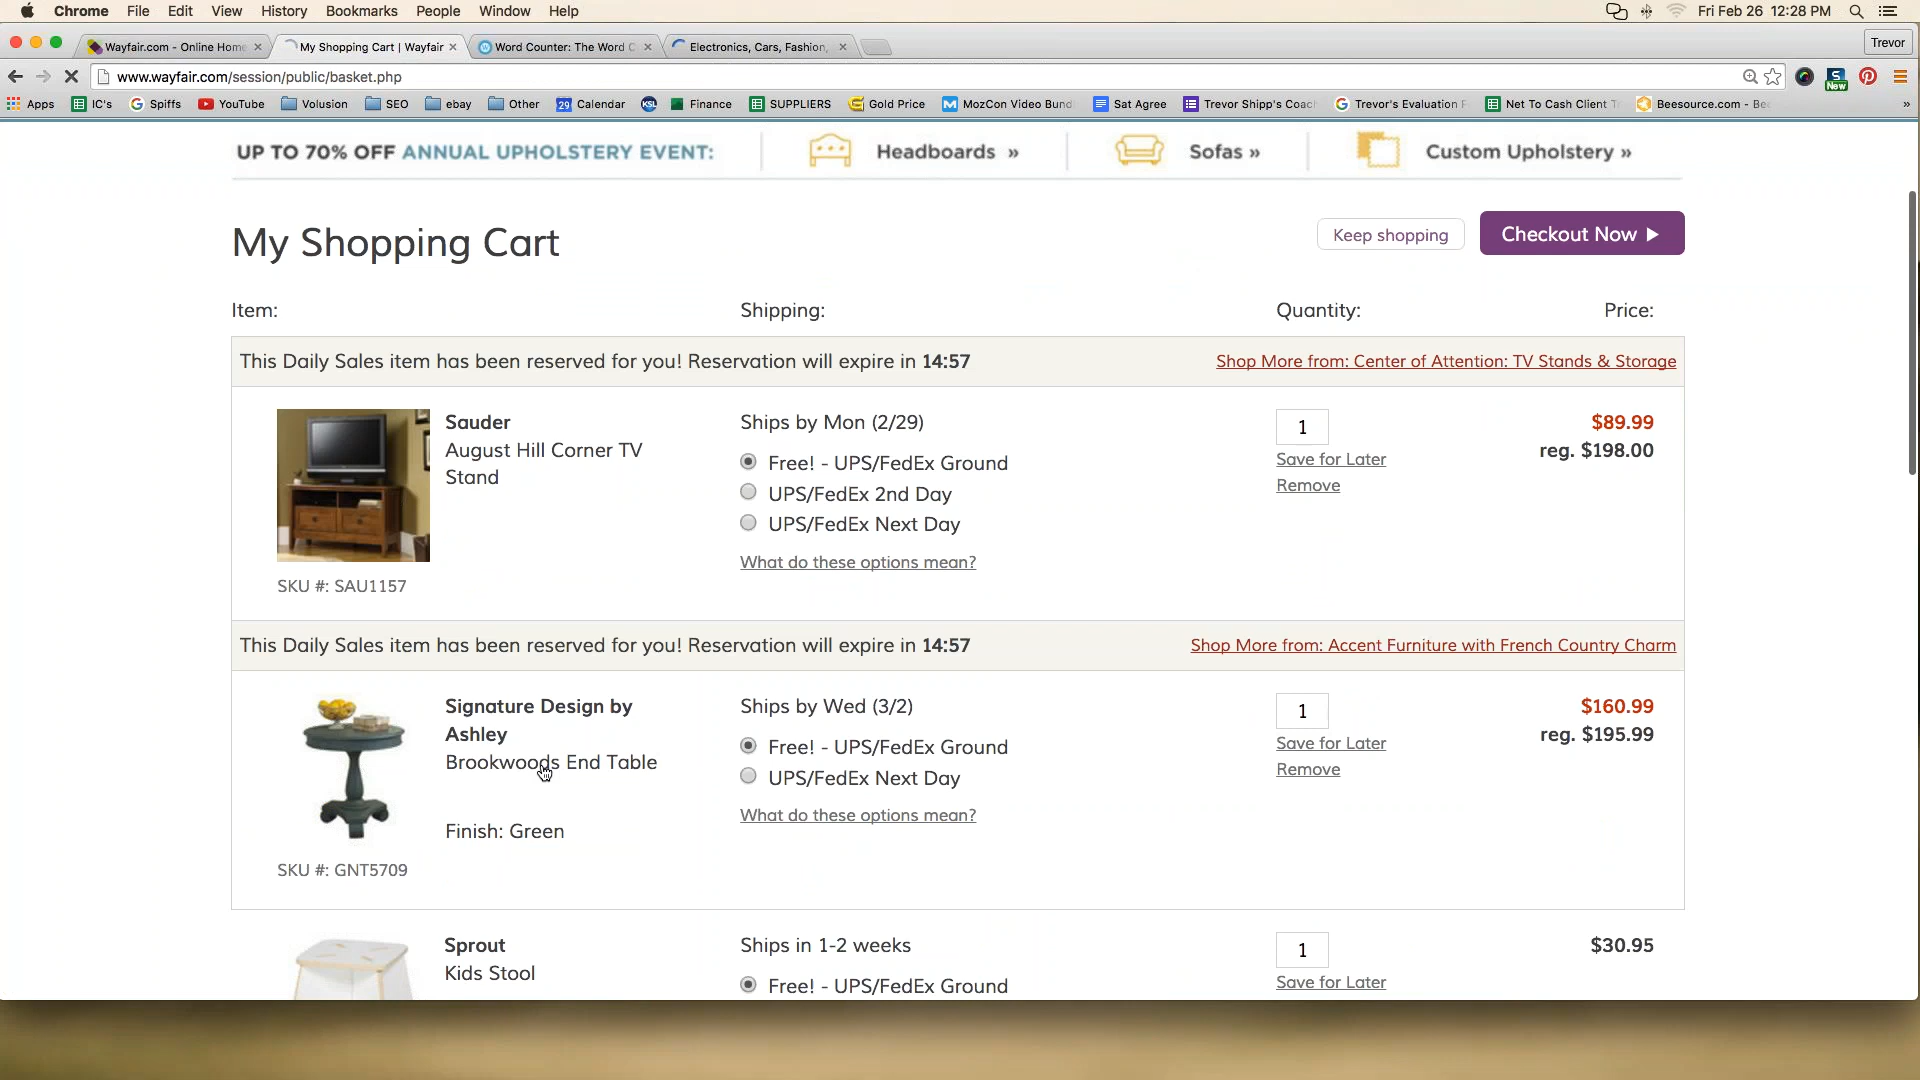 Chrome File Edit View History Bookmarks People Window Help Fri Feb 26 12:28 PM
Wayfair.com - Online Home My Shopping Cart | Wayfair Word Counter: The Word C Electronics, Cars, Fashion, Trevor
www.wayfair.com/session/public/basket.php
Apps IC's Spiffs YouTube Volusion SEO ebay Other 29 Calendar KSL Finance SUPPLIERS Gold Price MozCon Video Bund Sat Agree Trevor Shipp's Coac Trevor's Evaluation F Net To Cash Client T Beesource.com - Bee »
New
UP TO 70% OFF ANNUAL UPHOLSTERY EVENT: Headboards » Sofas » Custom Upholstery »
My Shopping Cart Keep shopping Checkout Now
Item: Shipping: Quantity: Price:
This Daily Sales item has been reserved for you! Reservation will expire in 14:57 Shop More from: Center of Attention: TV Stands & Storage
Sauder Ships by Mon (2/29) 1 $89.99
August Hill Corner TV reg. $198.00
Stand Free! - UPS/FedEx Ground Save for Later
UPS/FedEx 2nd Day Remove
UPS/FedEx Next Day
What do these options mean?
SKU #: SAU1157
This Daily Sales item has been reserved for you! Reservation will expire in 14:57 Shop More from: Accent Furniture with French Country Charm
Signature Design by Ships by Wed (3/2) 1 $160.99
Ashley reg. $195.99
Brookwoods End Table Free! - UPS/FedEx Ground Save for Later
UPS/FedEx Next Day Remove
What do these options mean?
Finish: Green
SKU #: GNT5709
Sprout Ships in 1-2 weeks 1 $30.95
Kids Stool
Free! - UPS/FedEx Ground Save for Later